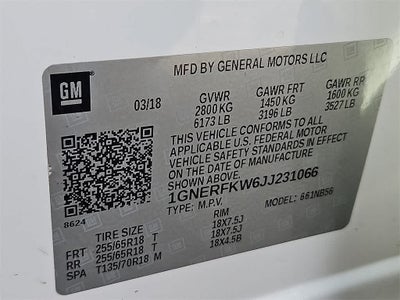 GM
MFD BY GENERAL MOTORS LLC
03/18 GVWR GAWR FRT GAWR RR
2800 KG 1450 KG 1600 KG
6173 LB 3196 LB 3527 LB
THIS VEHICLE CONFORMS TO ALL
APPLICABLE U.S. FEDERAL MOTOR
VEHICLE SAFETY STANDARDS IN EFFECT
ON THE DATE OF MANUFACTURE
1GNERFKW6JJ231066
8624
TYPE: M.P.V. MODEL: 661NB56
TIRE SIZE RIM
FRT 255/65R18 T 18X7.5J
RR 255/65R18 T 18X7.5J
SPA T135/70R18 M 18X4.5B